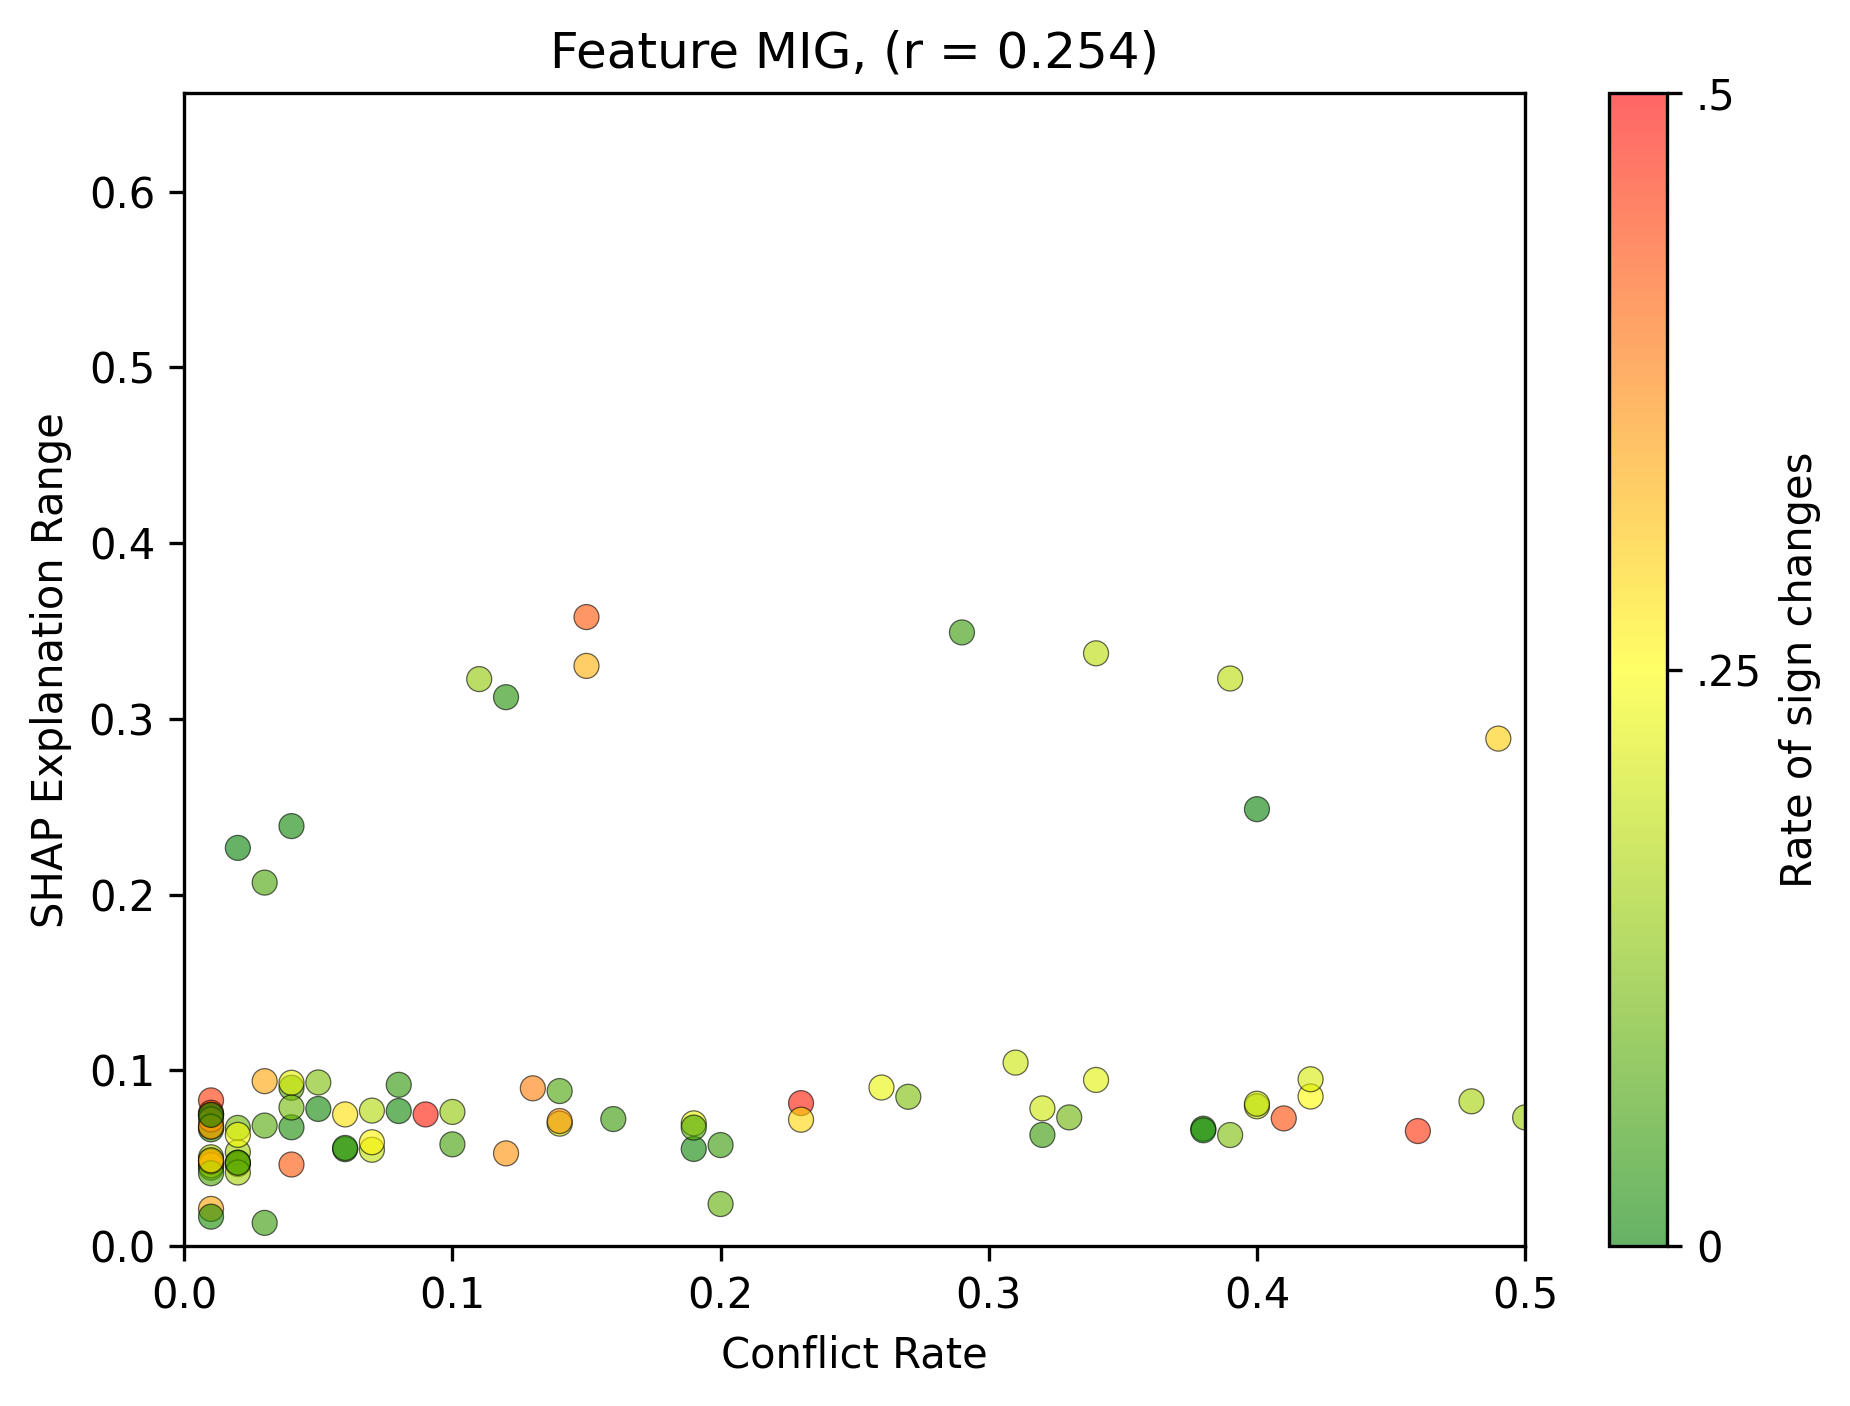 Feature MIG, (r = 0.254)
SHAP Explanation Range
0.6
0.5
0.4
0.3
0.2
0.1
0.0
0.0 0.1 0.2 0.3 0.4 0.5
Conflict Rate
.5
.25
0
Rate of sign changes